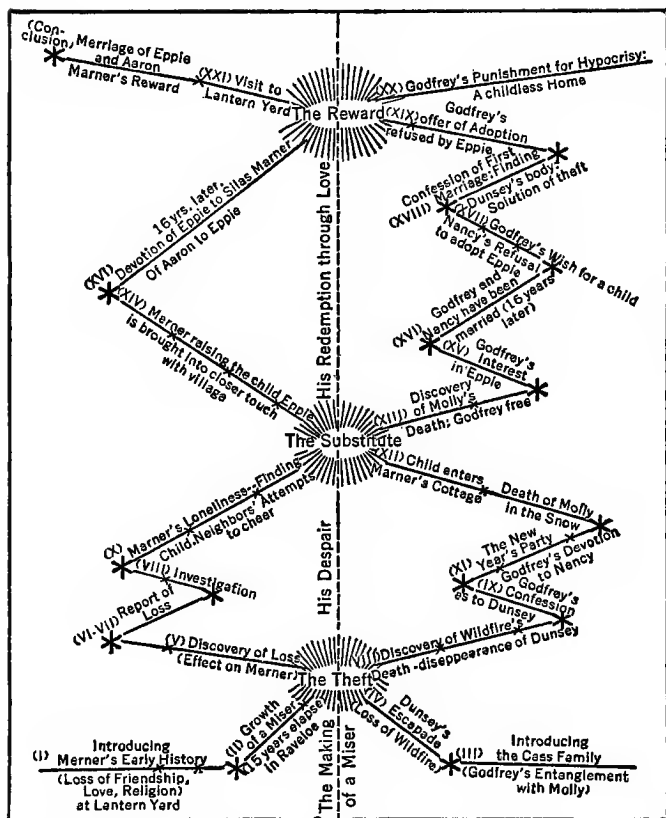 (Con-
clusion, Merriage of Eppie
and Aaron
Marner's Reward
(XXI) Visit to
Lantern Yerd
(XX) Godfrey's Punishment for Hypocrisy:
A childless Home
The Reward
Godfrey's
(XIX) offer of Adoption
refused by Eppie
Confession of First
Marriage: Finding
(XVIII) Dunsey's body-
Solution of theft
16 yrs. later.
Devotion of Eppie to Silas Marner
Of Aaron to Eppie
(XVII) Godfrey's Wish for a child
Nancy's Refusal
to adopt Eppie
His Redemption through Love
(XVI)
Godfrey and
(XVI) Nancy have been
married (16 years
later)
(XIV) Merner raising the child Eppie
is brought into closer touch
with villaga
Godfrey's
(XV) Interest
in Epple
Discovery
(XIII) of Molly's
Death; Godfrey free
The Substitute
(XII) Child enters
Marner's Cottage
Death of Molly
in the Snow
(X) Marner's Loneliness-Finding
Child, Neighbors' Attempts
to cheer
His Despair
The New
(XI) Year's Party
Godfrey's Devotion
to Nency
(VIII) Investigation
Godfrey's
(IX) Confession
es to Dunsey
(VI-VII) Report of
Loss
(V) Discovery of Loss
(Effect on Merner)
Discovery of Wildfire's
Death-disappearance of Dunsey
The Theft
(II) Growth
of a Miser
(15 years elapse
in Raveloe
The Making
of a Miser
Dunsey's
(IV) Escapade
(Loss of Wildfire)
(I) Introducing
Merner's Early History
(Loss of Friendship,
Love, Religion)
at Lantern Yard
(III) Introducing
the Cass Family
(Godfrey's Entanglement
with Molly)